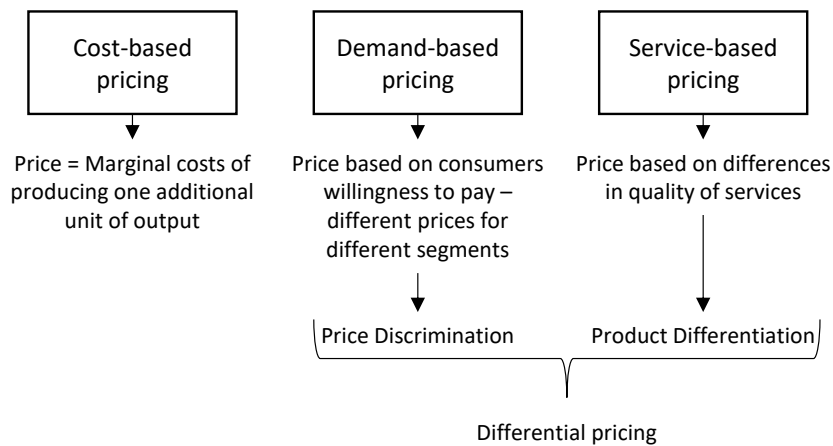 Cost-based
pricing
Demand-based
pricing
Service-based
pricing
Price = Marginal costs of
producing one additional
unit of output
Price based on consumers
willingness to pay –
different prices for
different segments
Price based on differences
in quality of services
Price Discrimination
Product Differentiation
Differential pricing